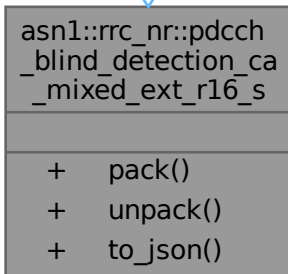 asn1::rrc_nr::pdcch
_blind_detection_ca
_mixed_ext_r16_s
+ pack()
+ unpack()
+ to_json()